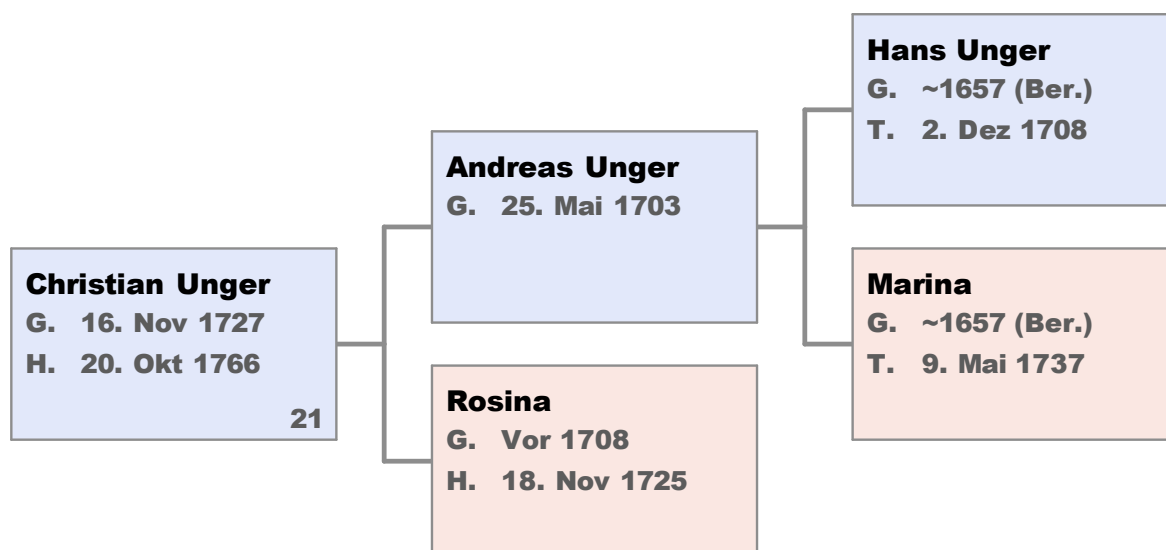 Hans Unger
G. ~1657 (Ber.)
T. 2. Dez 1708
Andreas Unger
G. 25. Mai 1703
Christian Unger
G. 16. Nov 1727
H. 20. Okt 1766
21
Marina
G. ~1657 (Ber.)
T. 9. Mai 1737
Rosina
G. Vor 1708
H. 18. Nov 1725